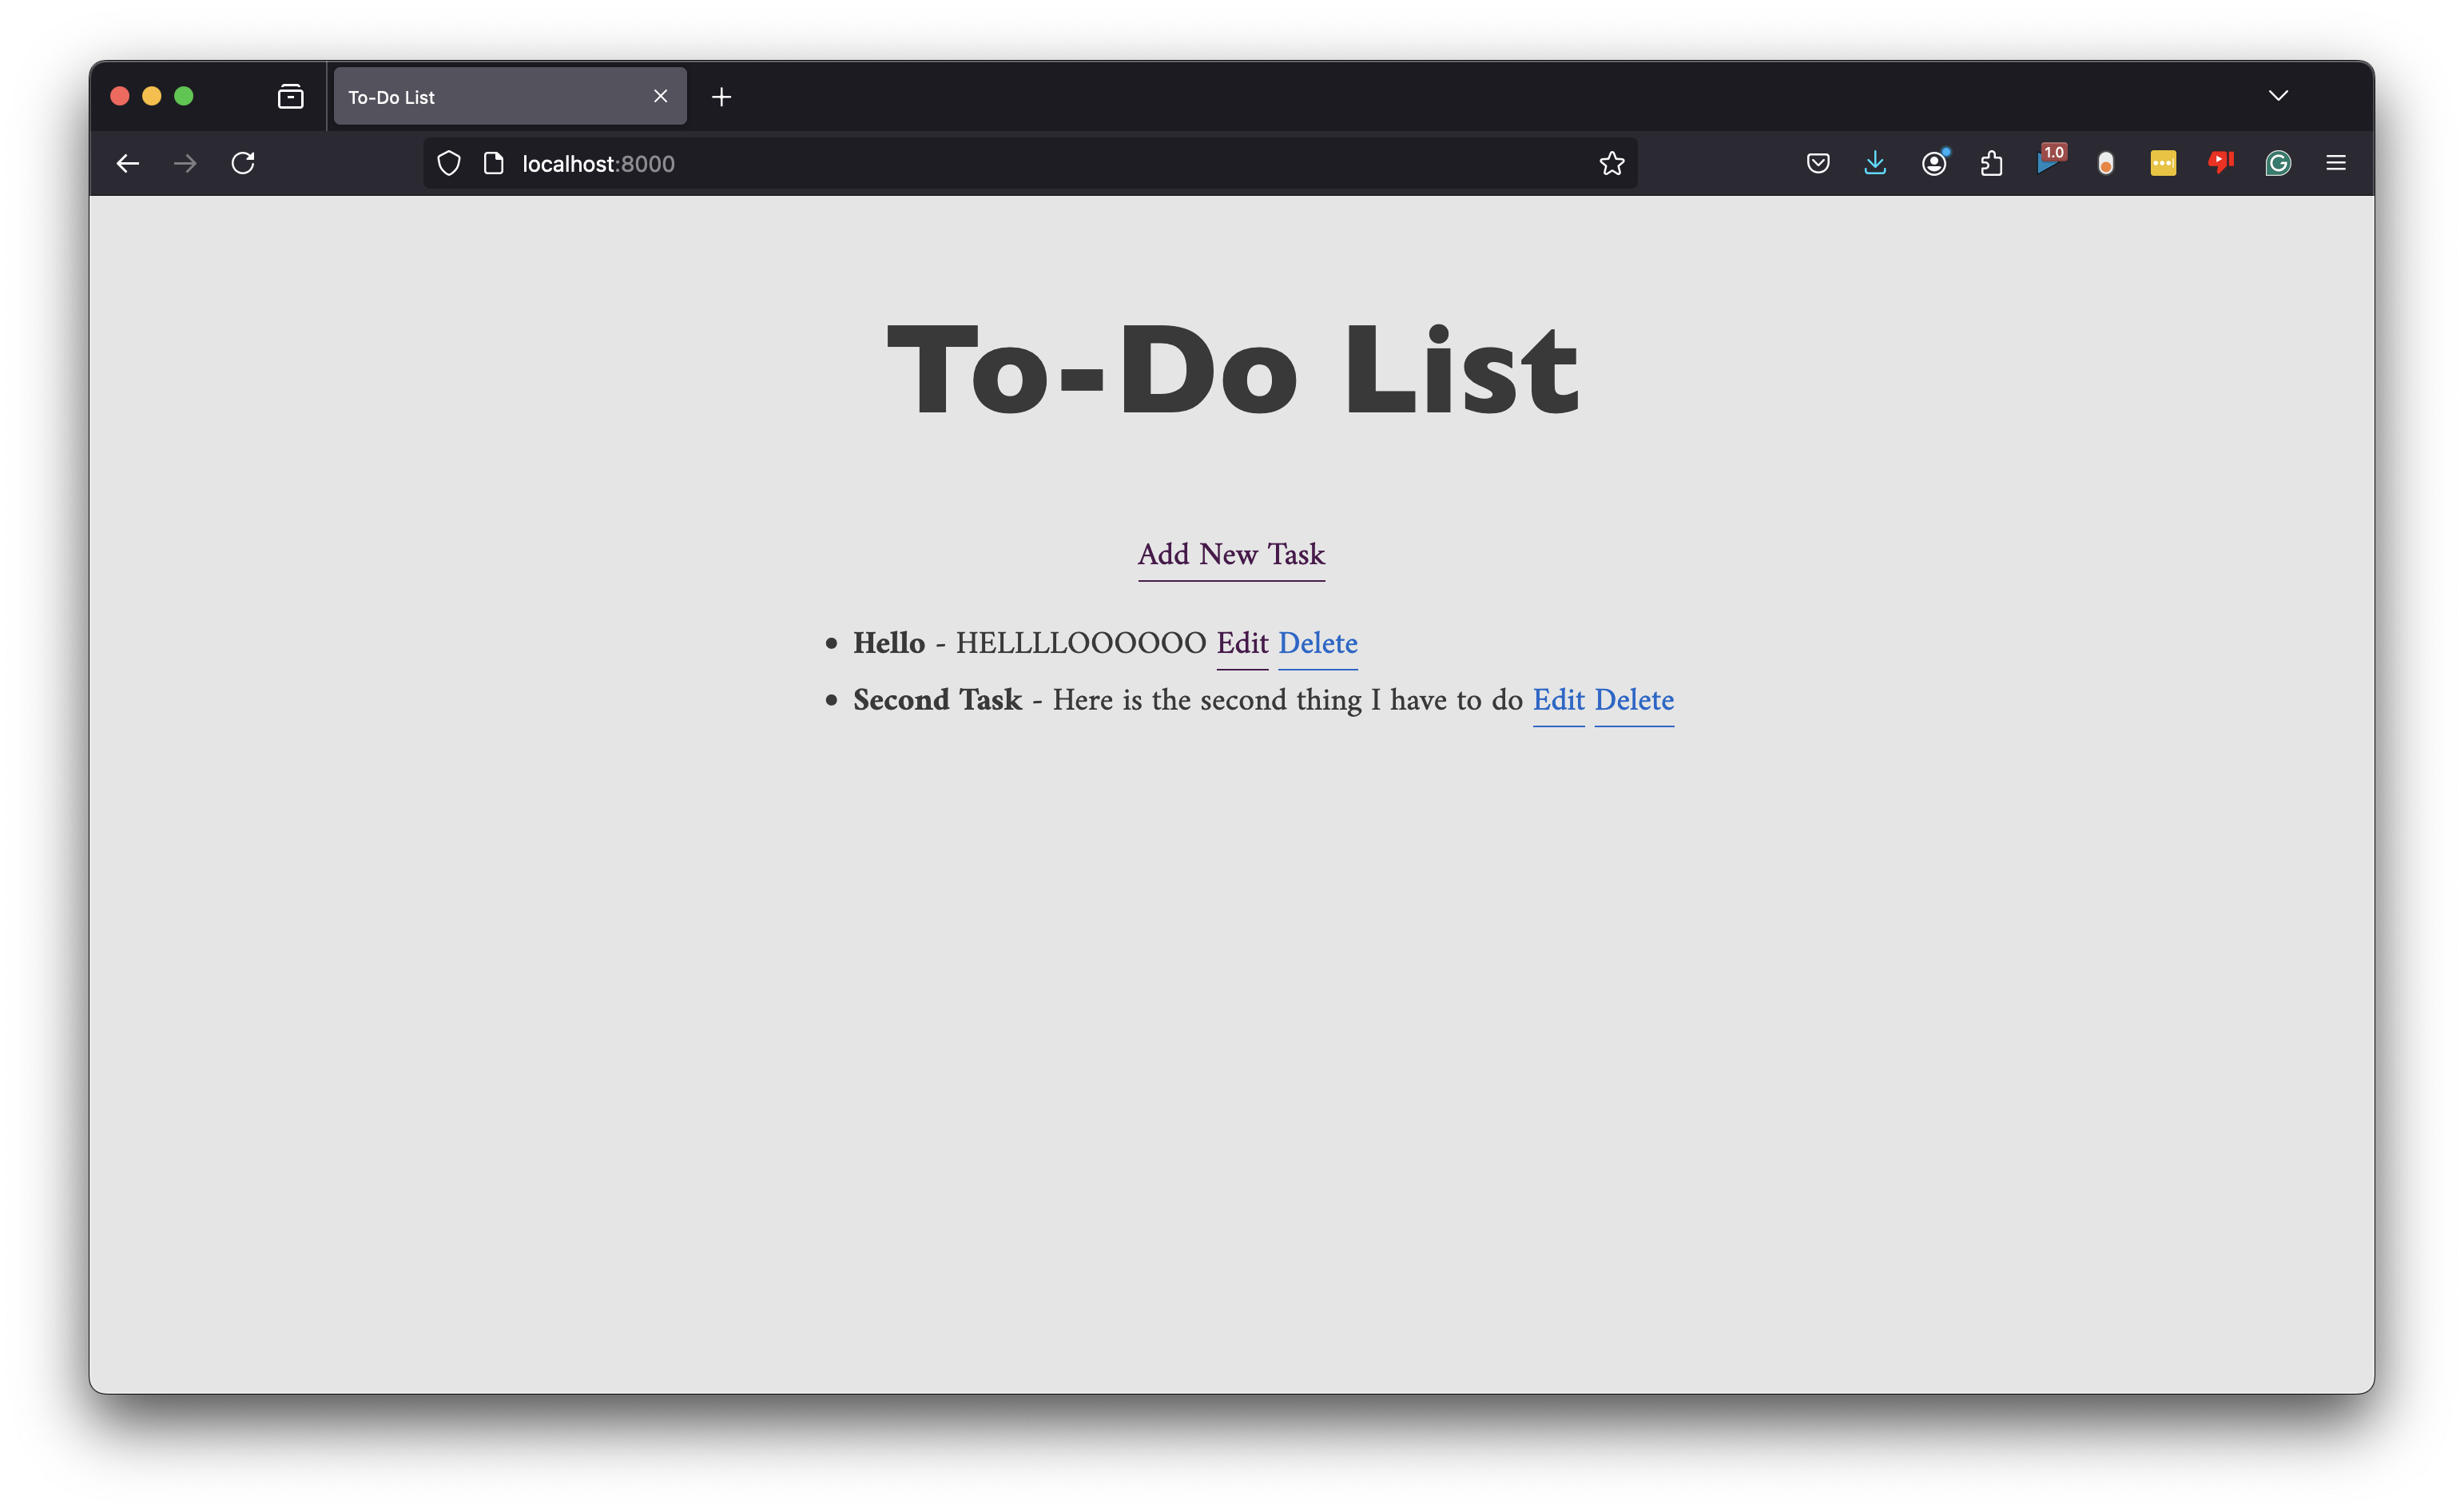 To-Do List
localhost:8000
1.0
To-Do List
Add New Task
Hello - HELLLLOOOOOO Edit Delete
Second Task - Here is the second thing I have to do Edit Delete